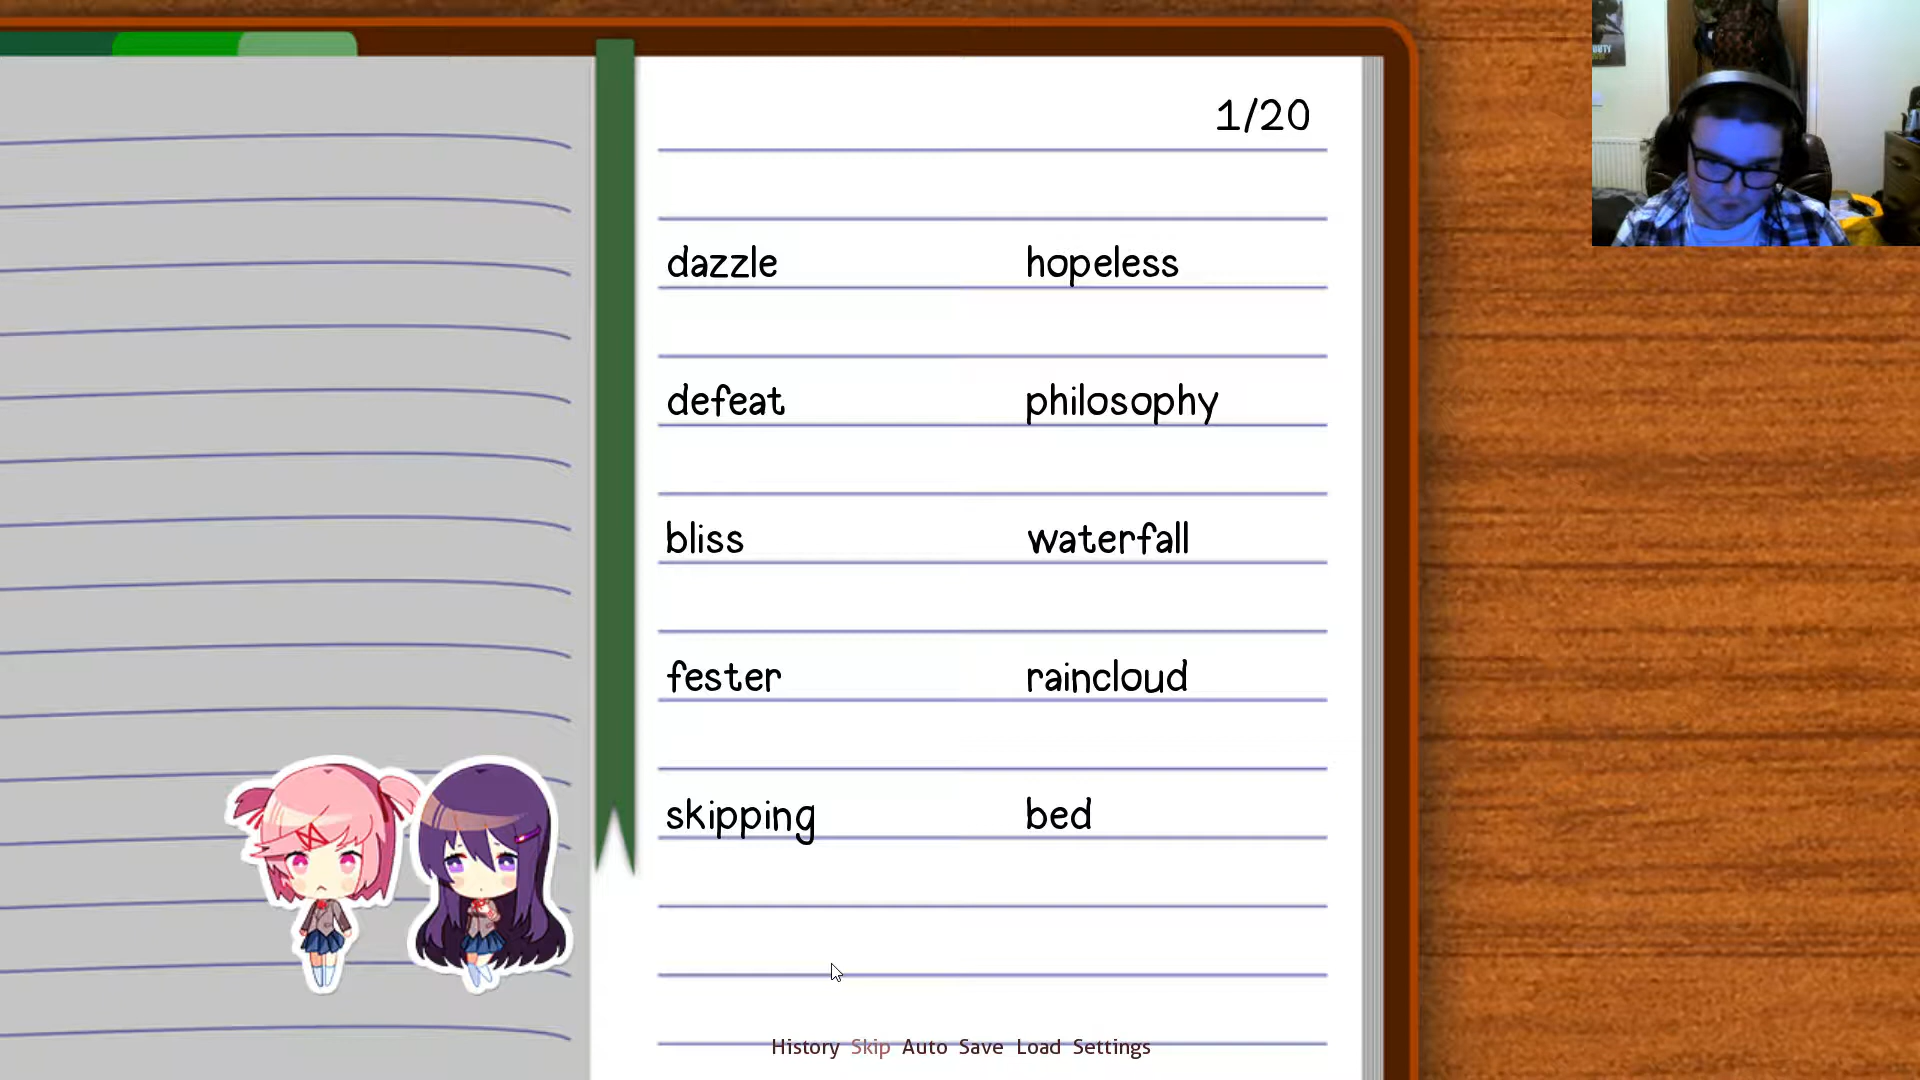 1/20
dazzle hopeless
defeat philosophy
bliss waterfall
fester raincloud
skipping bed
History Skip Auto Save Load Settings